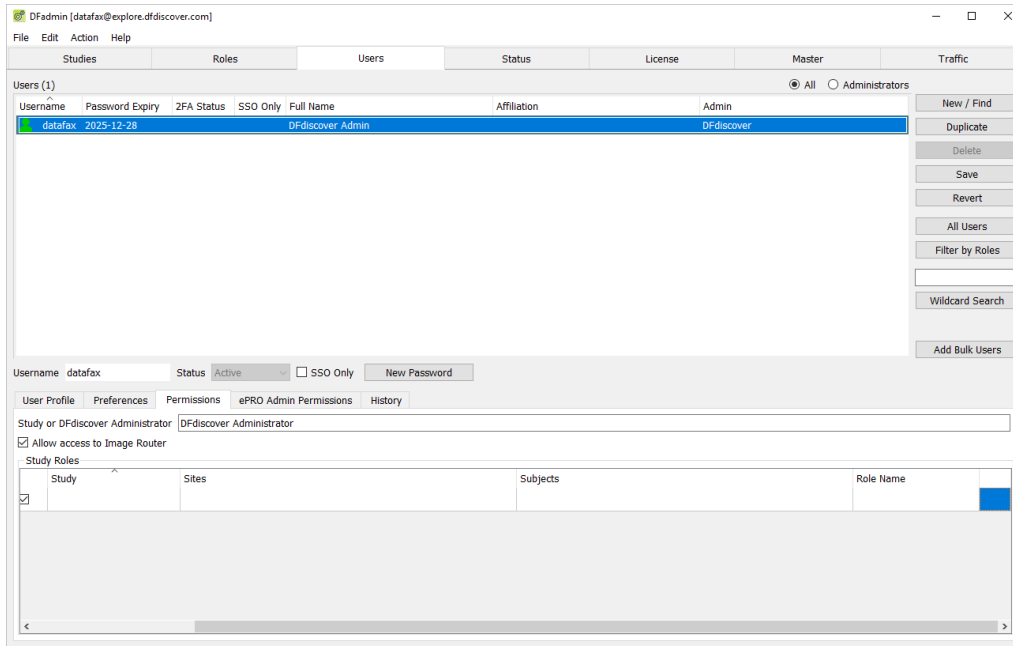 DFadmin [datafax@explore.dfdiscover.com]
File Edit Action Help
Studies Roles Users Status License Master Traffic
Users (1) All Administrators
Username Password Expiry 2FA Status SSO Only Full Name Affiliation Admin
datafax 2025-12-28 DFdiscover Admin DFdiscover
New / Find
Duplicate
Delete
Save
Revert
All Users
Filter by Roles
Wildcard Search
Add Bulk Users
Username datafax Status Active SSO Only New Password
User Profile Preferences Permissions ePRO Admin Permissions History
Study or DFdiscover Administrator DFdiscover Administrator
Allow access to Image Router
Study Roles
Study Sites Subjects Role Name